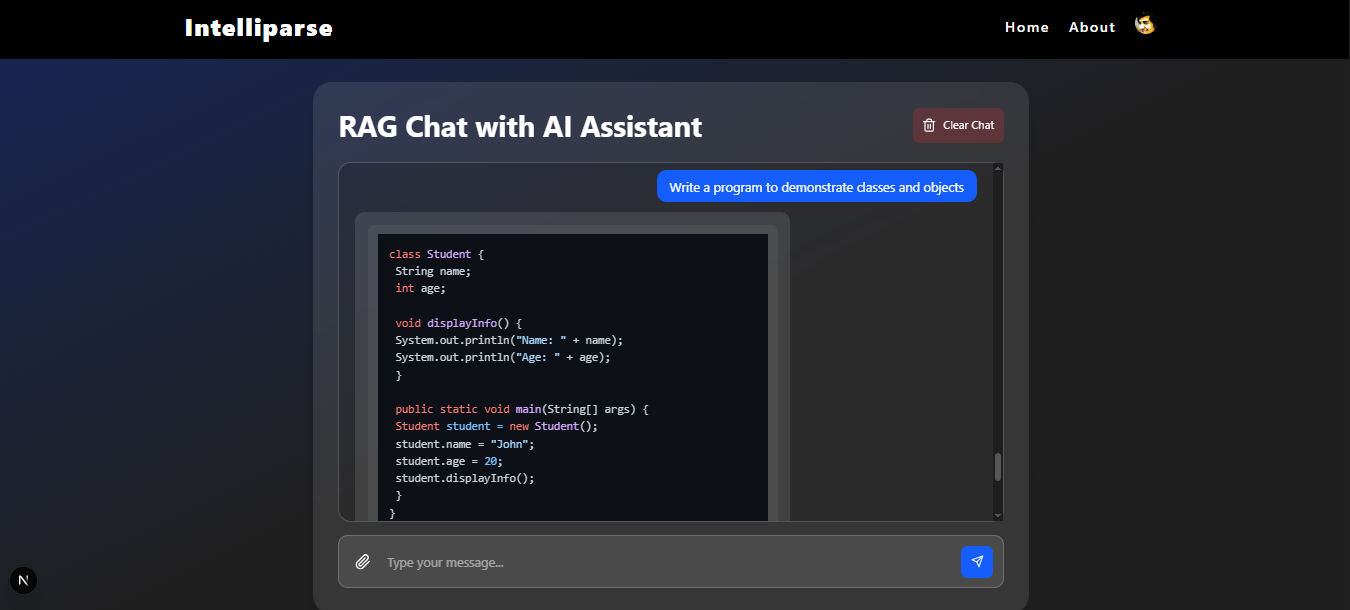 Intelliparse
Home About
RAG Chat with AI Assistant
Clear Chat
Write a program to demonstrate classes and objects
class Student {
String name;
int age;
void displayInfo() {
System.out.println("Name: " + name);
System.out.println("Age: " + age);
}
public static void main(String[] args) {
Student student = new Student();
student.name = "John";
student.age = 20;
student.displayInfo();
}
}
Type your message...
N